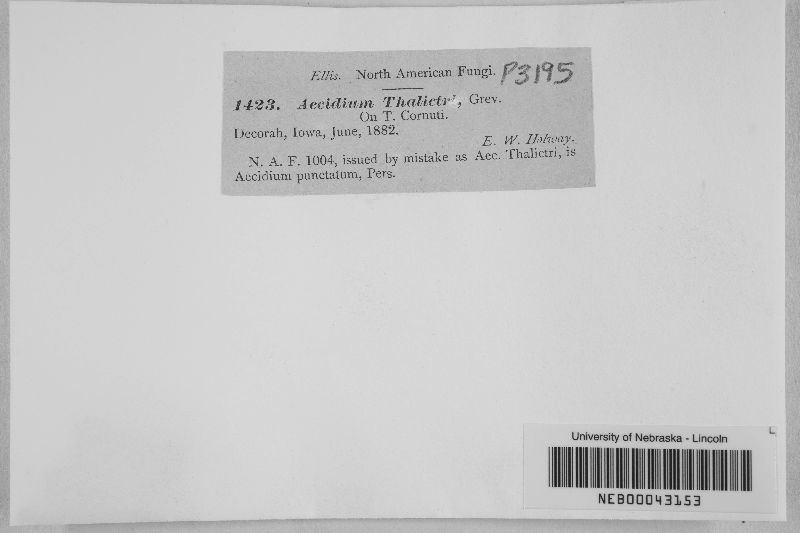 Ellis. North American Fungi. P3195
1423. Aecidium Thalictri, Grev.
On T. Cornuti.
Decorah, Iowa, June, 1882.
E. W. Holway.
N. A. F. 1004, issued by mistake as Aec. Thalictri, is
Aecidium punctatum, Pers.
University of Nebraska - Lincoln
NEB00043153